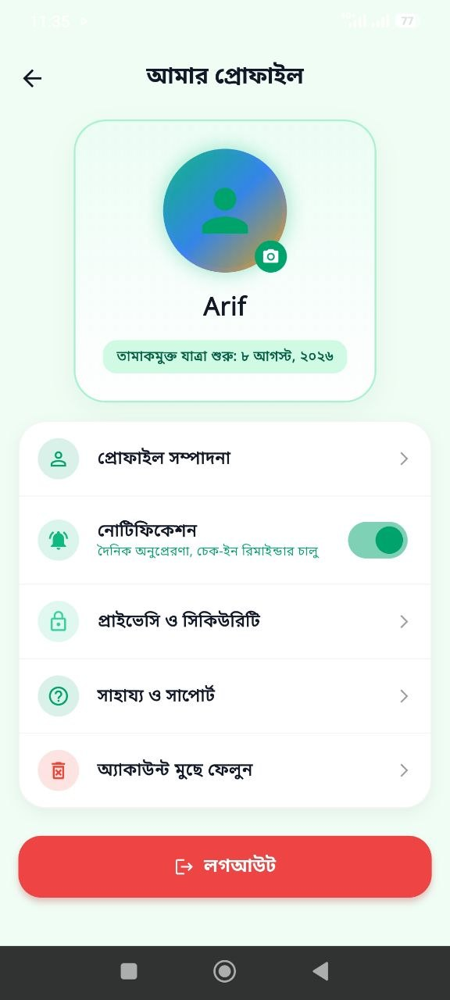 11:35
77
আমার প্রোফাইল
Arif
তামাকমুক্ত যাত্রা শুরু: ৮ আগস্ট, ২০২৬
প্রোফাইল সম্পাদনা
নোটিফিকেশন
দৈনিক অনুপ্রেরণা, চেক-ইন রিমাইন্ডার চালু
প্রাইভেসি ও সিকিউরিটি
সাহায্য ও সাপোর্ট
অ্যাকাউন্ট মুছে ফেলুন
লগআউট